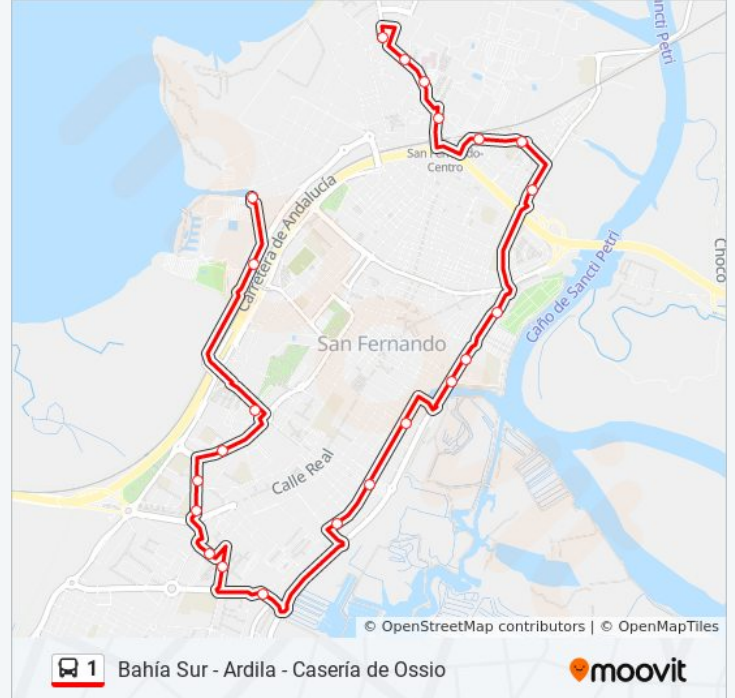 ncti Petri
San Fernando-
Centro
Carretera de Andalucía
Choco
Caño de Sancti Petri
San Fernando
Calle Real
© OpenStreetMap contributors | © OpenMapTiles
1 Bahía Sur - Ardila - Casería de Ossio
moovit